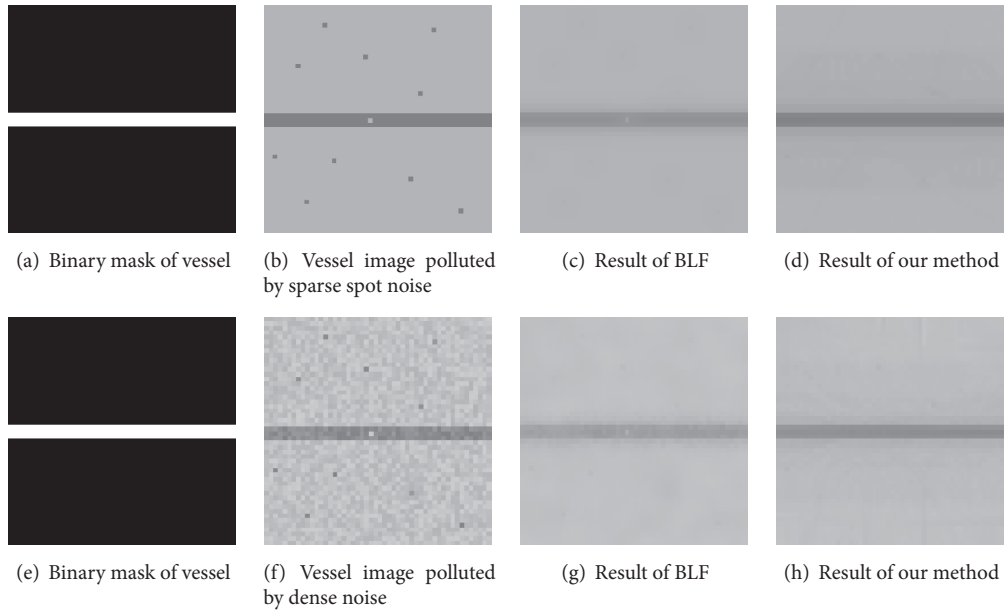 (a) Binary mask of vessel
(b) Vessel image polluted
by sparse spot noise
(c) Result of BLF
(d) Result of our method
(e) Binary mask of vessel
(f) Vessel image polluted
by dense noise
(g) Result of BLF
(h) Result of our method